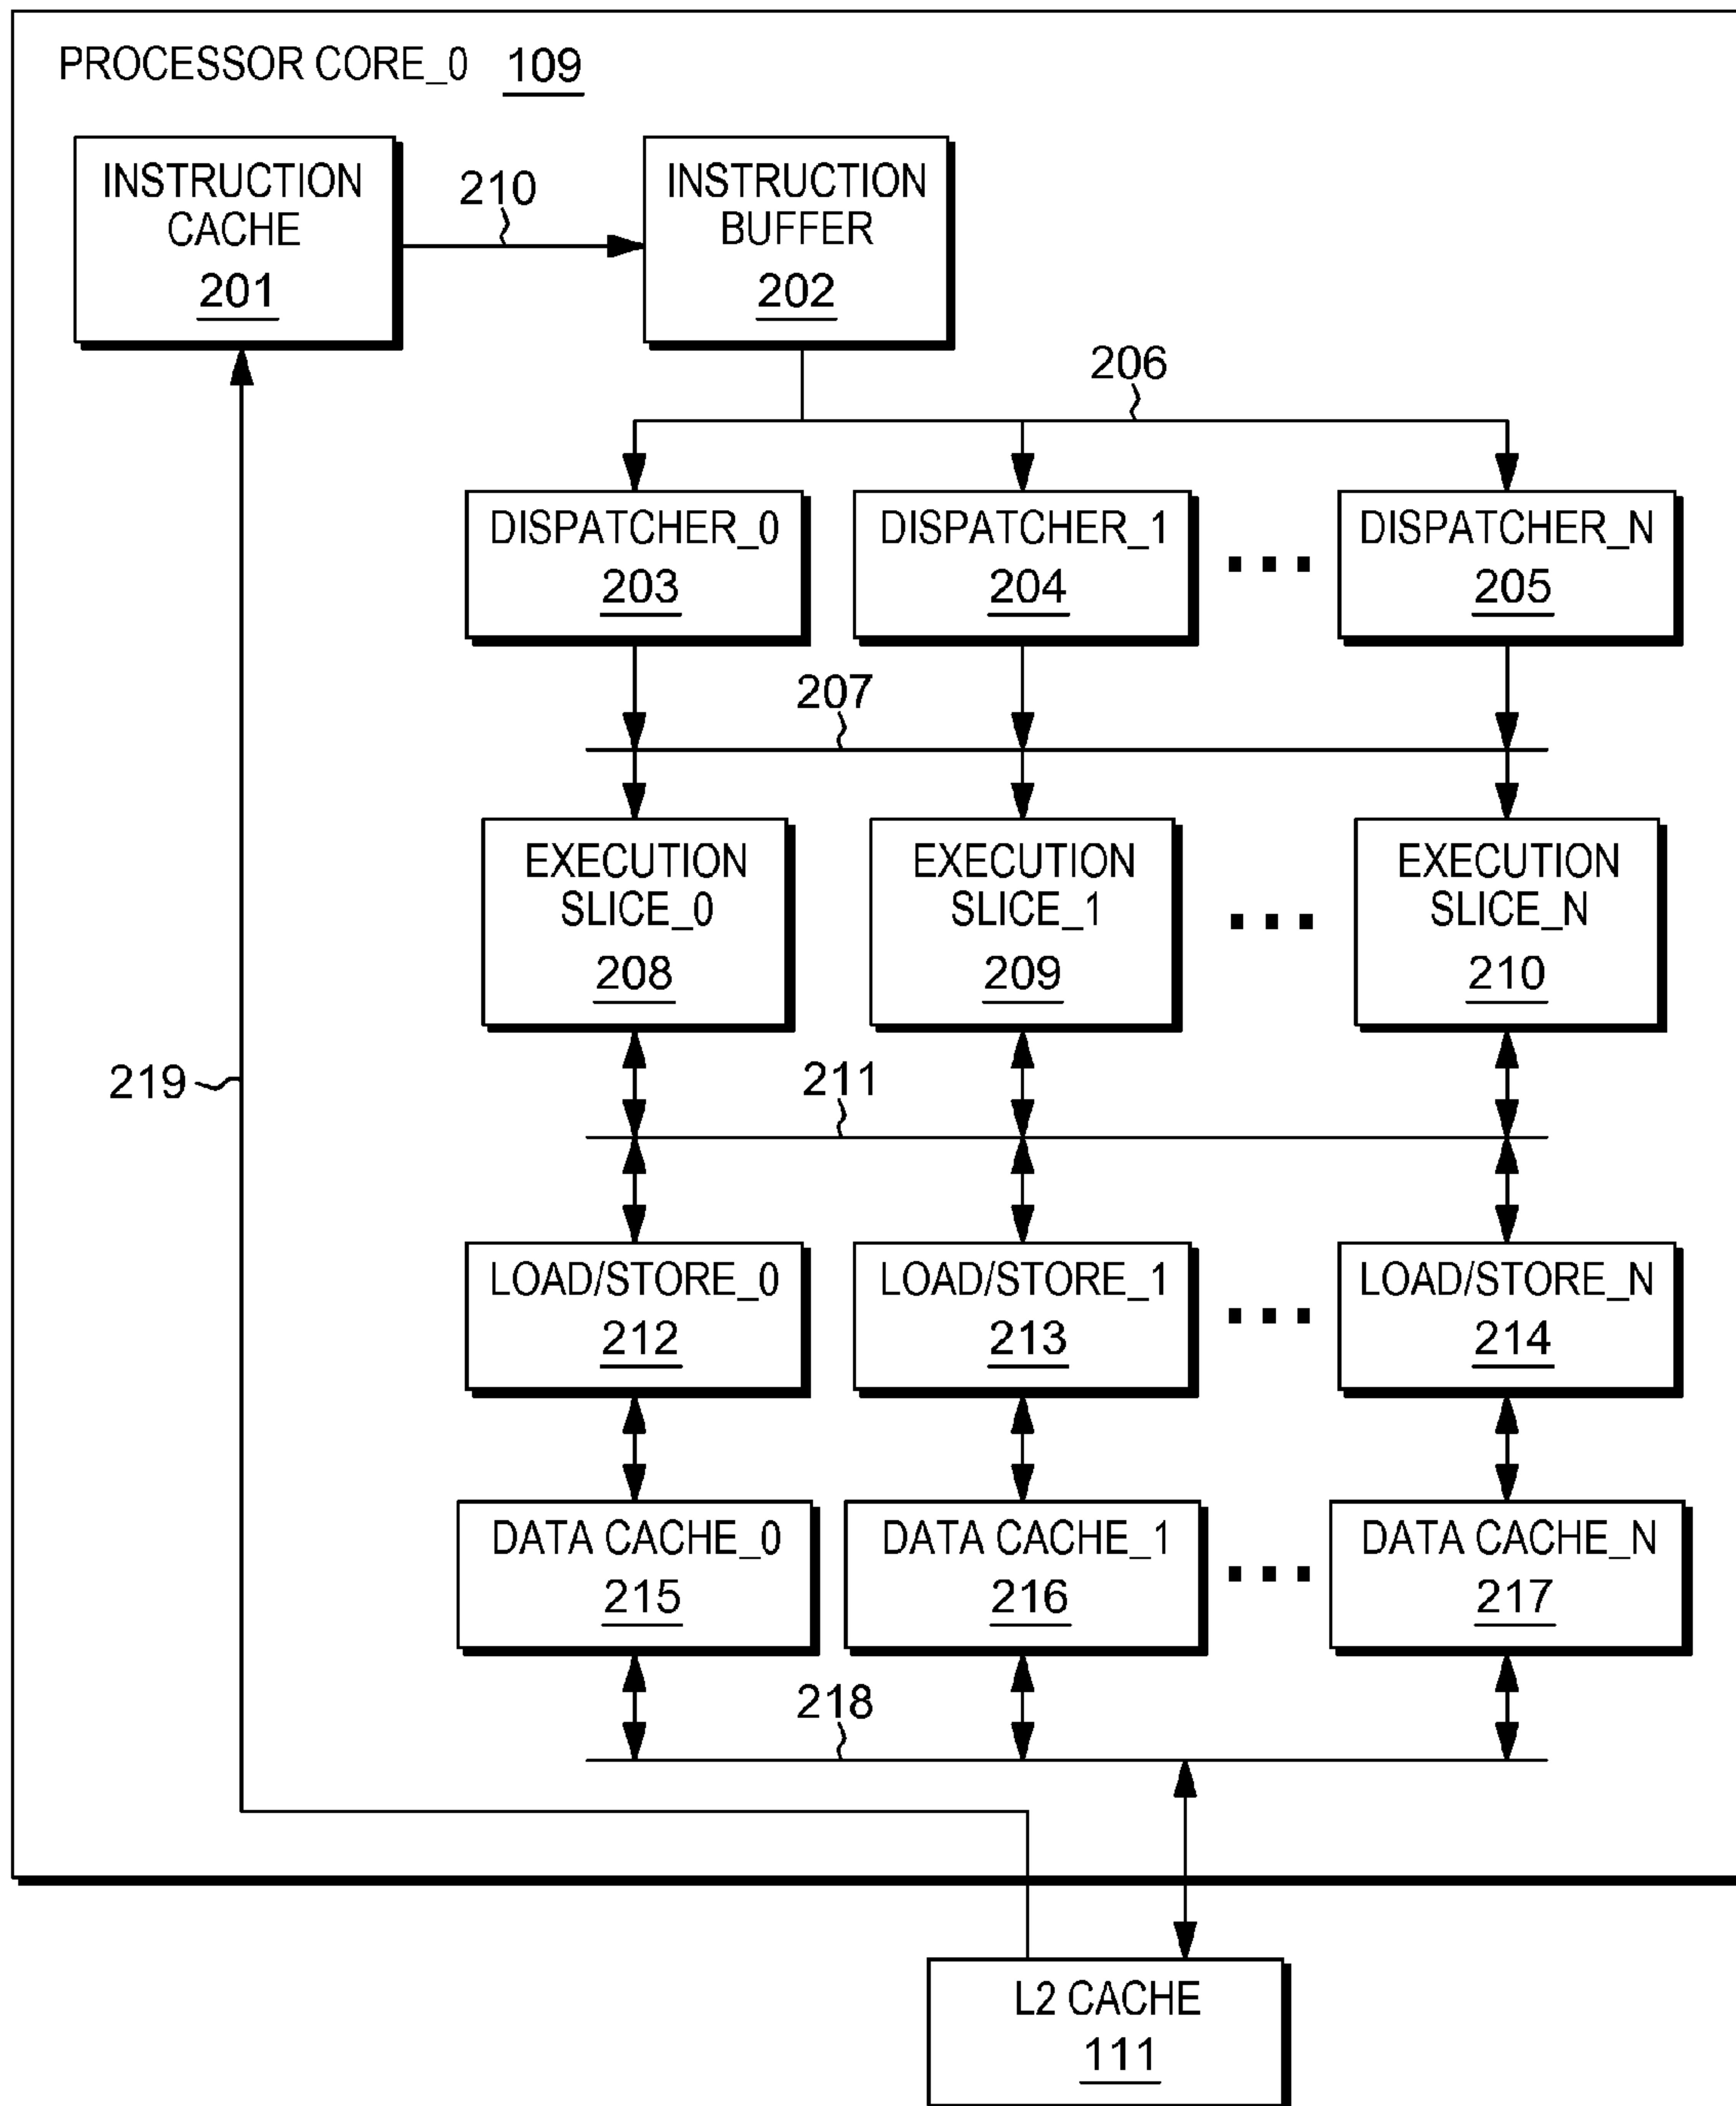 PROCESSOR CORE_0 109
INSTRUCTION
CACHE
201
210
INSTRUCTION
BUFFER
202
206
DISPATCHER_0
203
DISPATCHER_1
204
...
DISPATCHER_N
205
207
EXECUTION
SLICE_0
208
EXECUTION
SLICE_1
209
...
EXECUTION
SLICE_N
210
219
211
LOAD/STORE_0
212
LOAD/STORE_1
213
...
LOAD/STORE_N
214
DATA CACHE_0
215
DATA CACHE_1
216
...
DATA CACHE_N
217
218
L2 CACHE
111